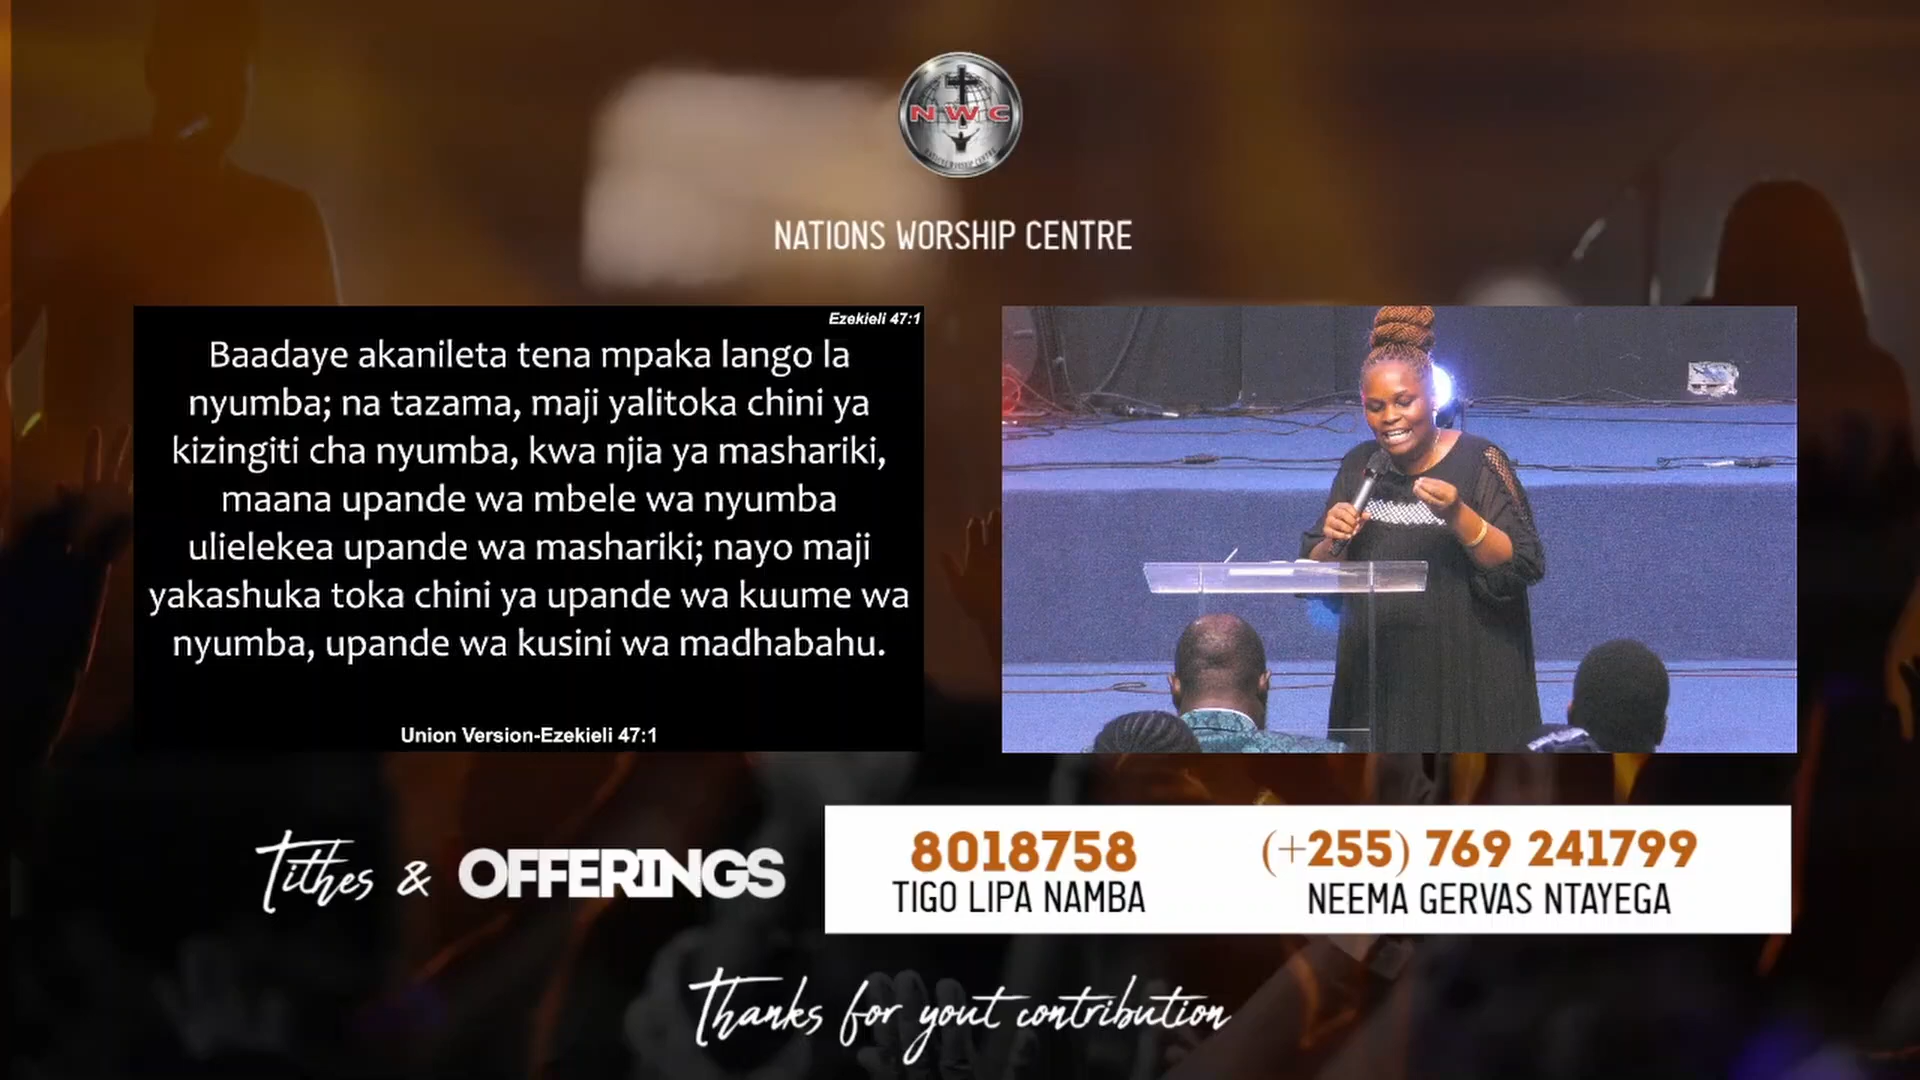 NWC
NATIONS WORSHIP CENTRE
NATIONS WORSHIP CENTRE
Ezekieli 47:1
Baadaye akanileta tena mpaka lango la
nyumba; na tazama, maji yalitoka chini ya
kizingiti cha nyumba, kwa njia ya mashariki,
maana upande wa mbele wa nyumba
ulielekea upande wa mashariki; nayo maji
yakashuka toka chini ya upande wa kuume wa
nyumba, upande wa kusini wa madhabahu.
Union Version-Ezekieli 47:1
Tithes & OFFERINGS
8018758
TIGO LIPA NAMBA
(+255) 769 241799
NEEMA GERVAS NTAYEGA
Thanks for yout contribution